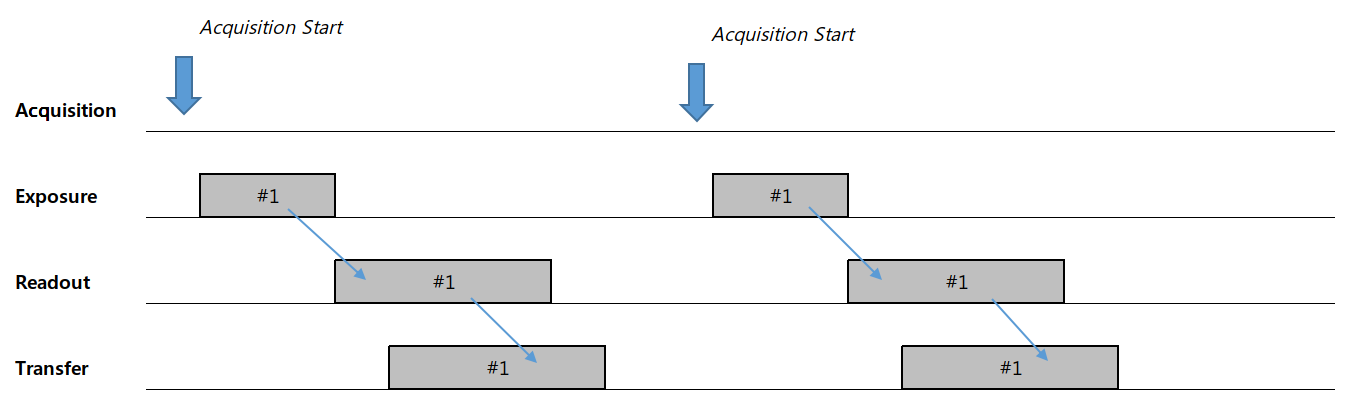 Acquisition Start
Acquisition Start
Acquisition
Exposure
#1
#1
Readout
#1
#1
Transfer
#1
#1